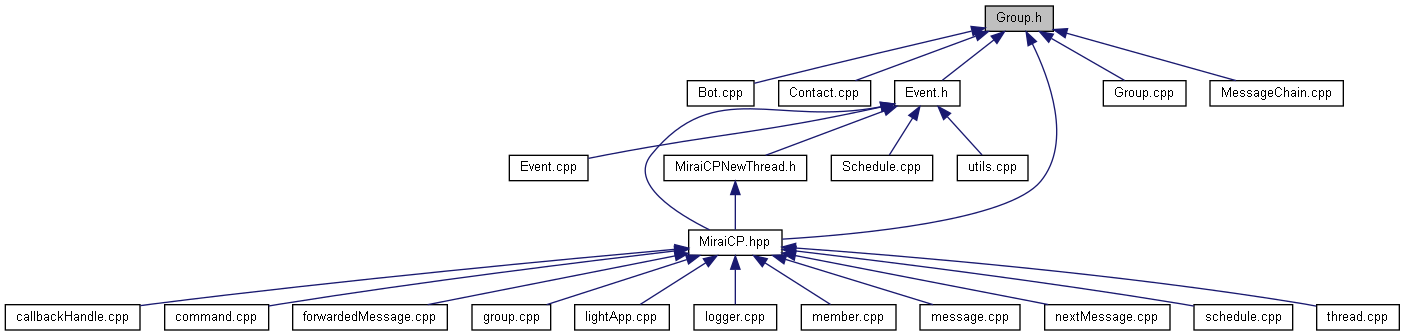 Group.h
Bot.cpp
Contact.cpp
Event.h
Group.cpp
MessageChain.cpp
Event.cpp
MiraiCPNewThread.h
Schedule.cpp
utils.cpp
MiraiCP.hpp
callbackHandle.cpp
command.cpp
forwardedMessage.cpp
group.cpp
lightApp.cpp
logger.cpp
member.cpp
message.cpp
nextMessage.cpp
schedule.cpp
thread.cpp